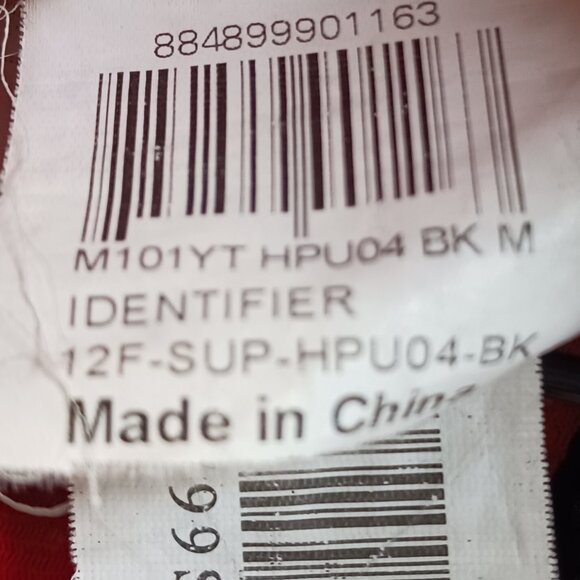 884899901163
M101YT HPU04 BK M
IDENTIFIER
12F-SUP-HPU04-BK
Made in China